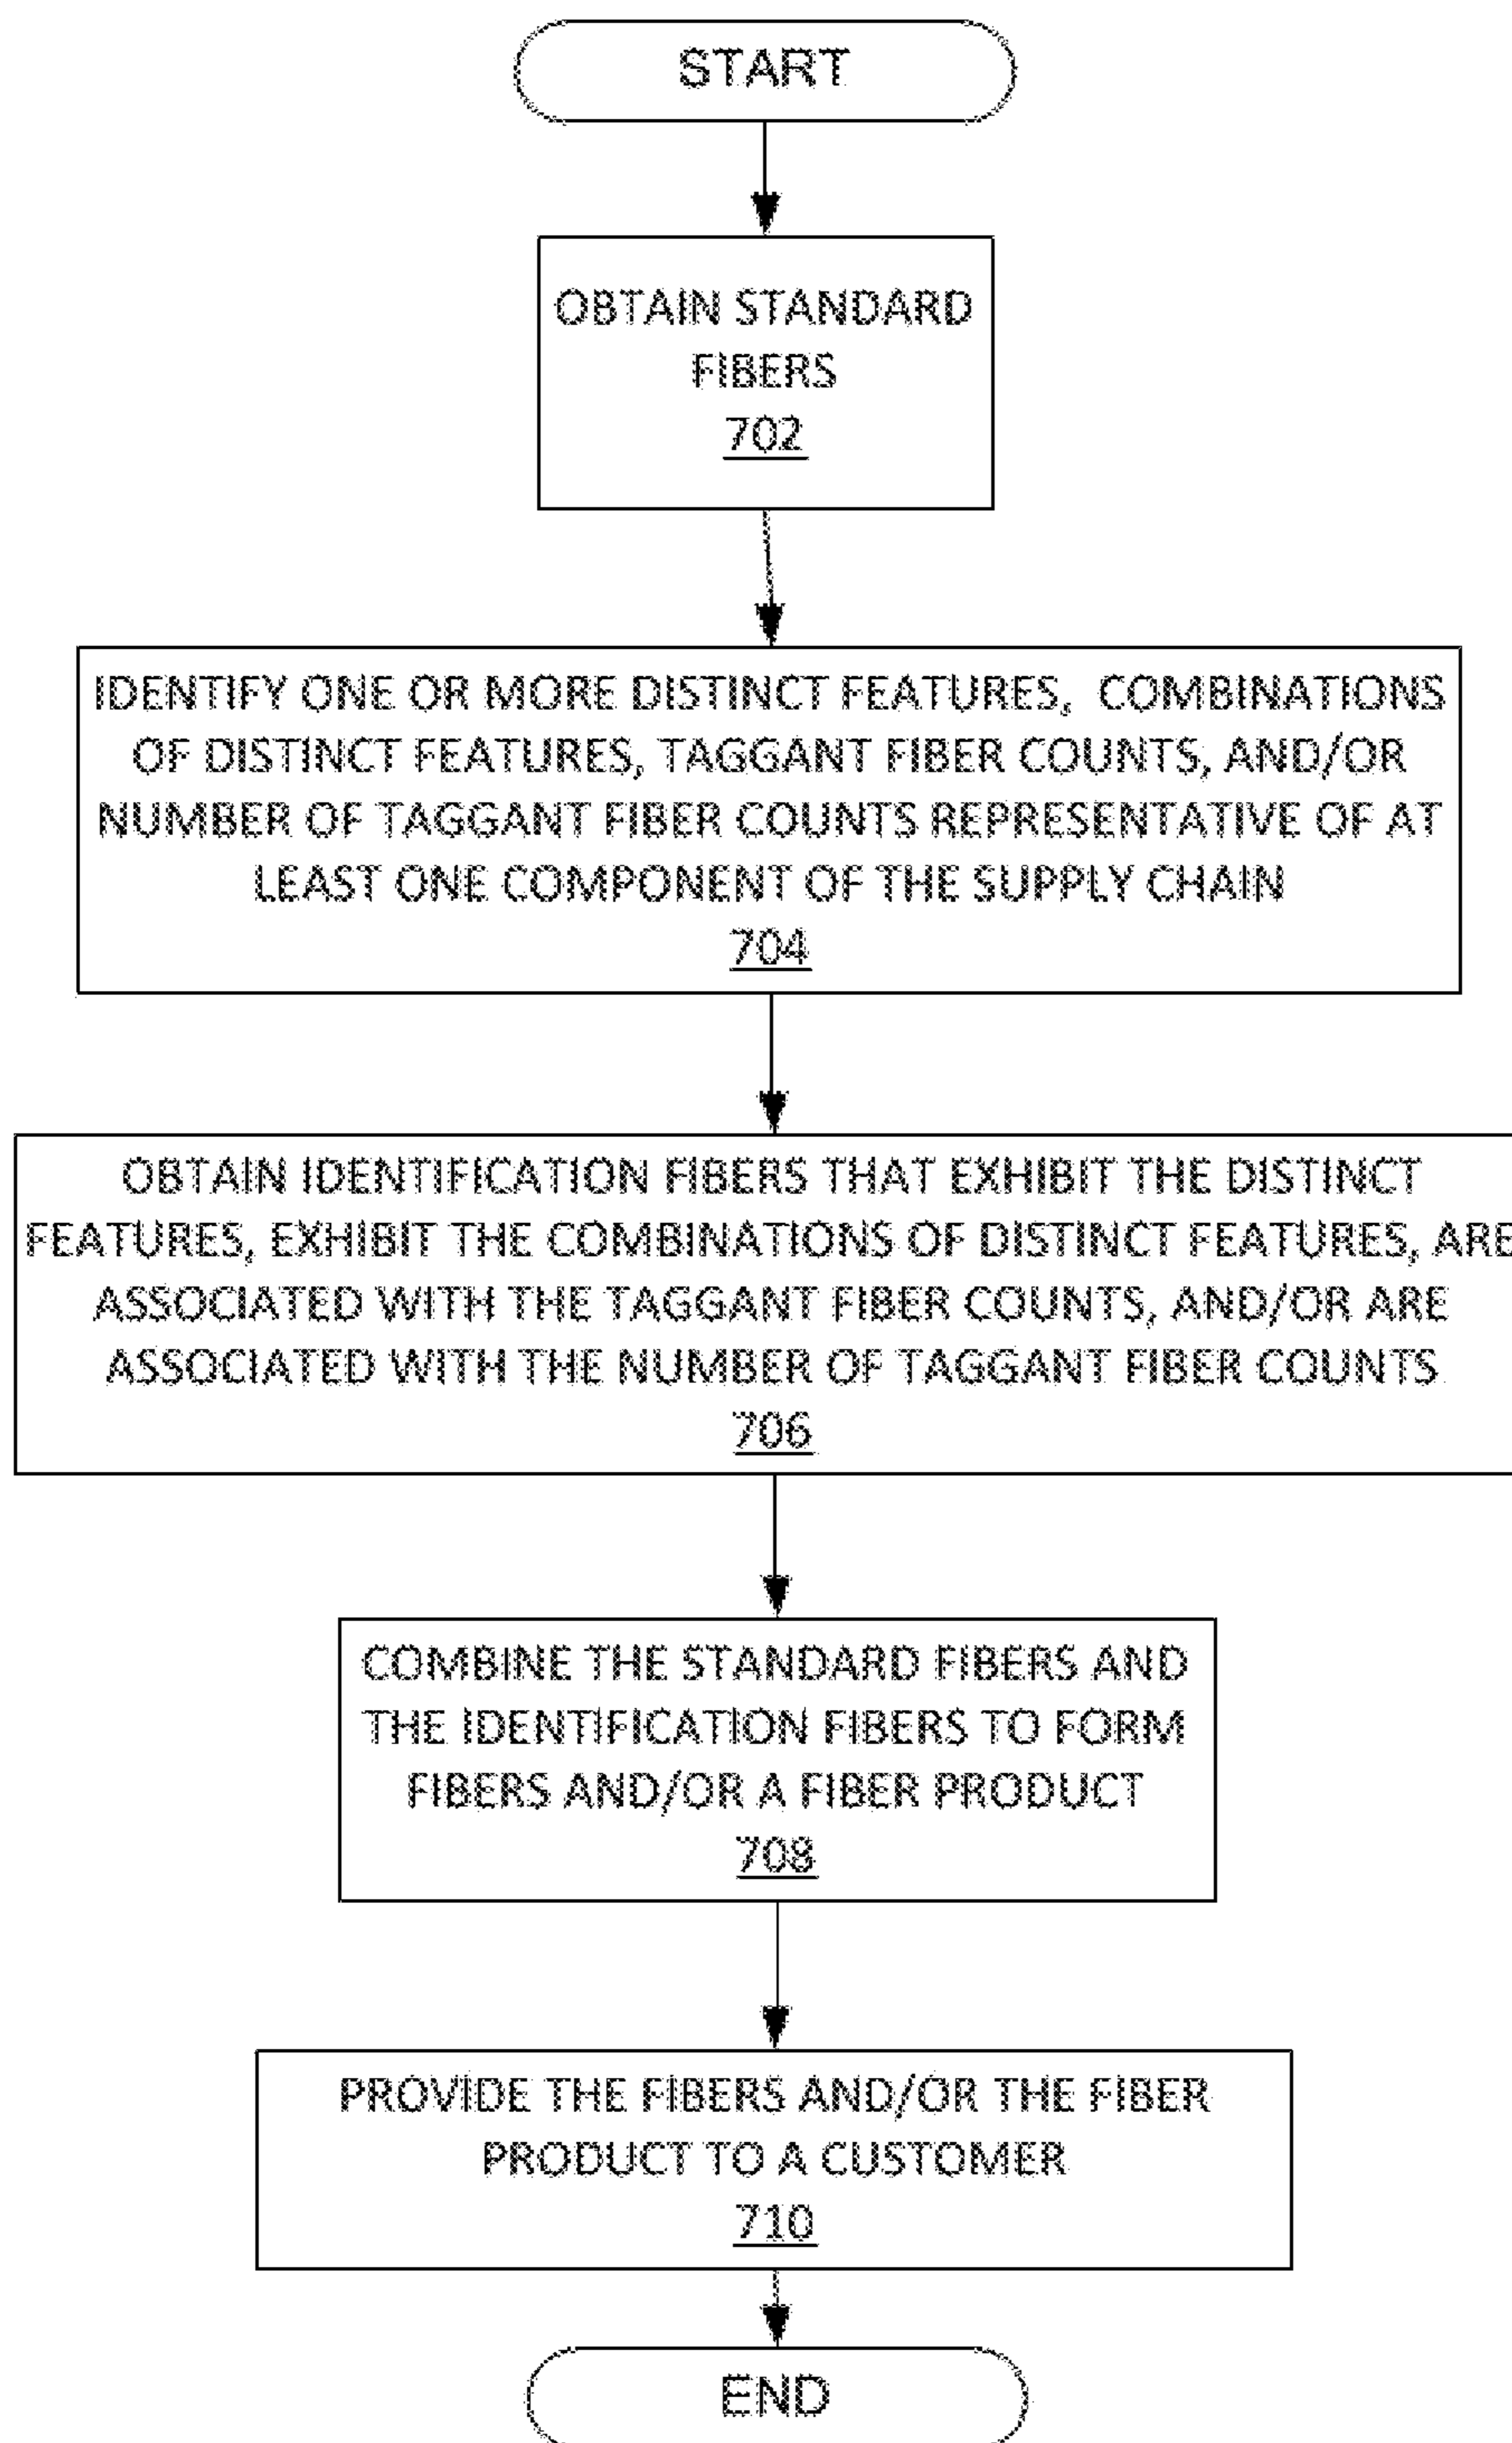 START
OBTAIN STANDARD
FIBERS
702
IDENTIFY ONE OR MORE DISTINCT FEATURES, COMBINATIONS
OF DISTINCT FEATURES, TAGGANT FIBER COUNTS, AND/OR
NUMBER OF TAGGANT FIBER COUNTS REPRESENTATIVE OF AT
LEAST ONE COMPONENT OF THE SUPPLY CHAIN
704
OBTAIN IDENTIFICATION FIBERS THAT EXHIBIT THE DISTINCT
FEATURES, EXHIBIT THE COMBINATIONS OF DISTINCT FEATURES, ARE
ASSOCIATED WITH THE TAGGANT FIBER COUNTS, AND/OR ARE
ASSOCIATED WITH THE NUMBER OF TAGGANT FIBER COUNTS
706
COMBINE THE STANDARD FIBERS AND
THE IDENTIFICATION FIBERS TO FORM
FIBERS AND/OR A FIBER PRODUCT
708
PROVIDE THE FIBERS AND/OR THE FIBER
PRODUCT TO A CUSTOMER
710
END